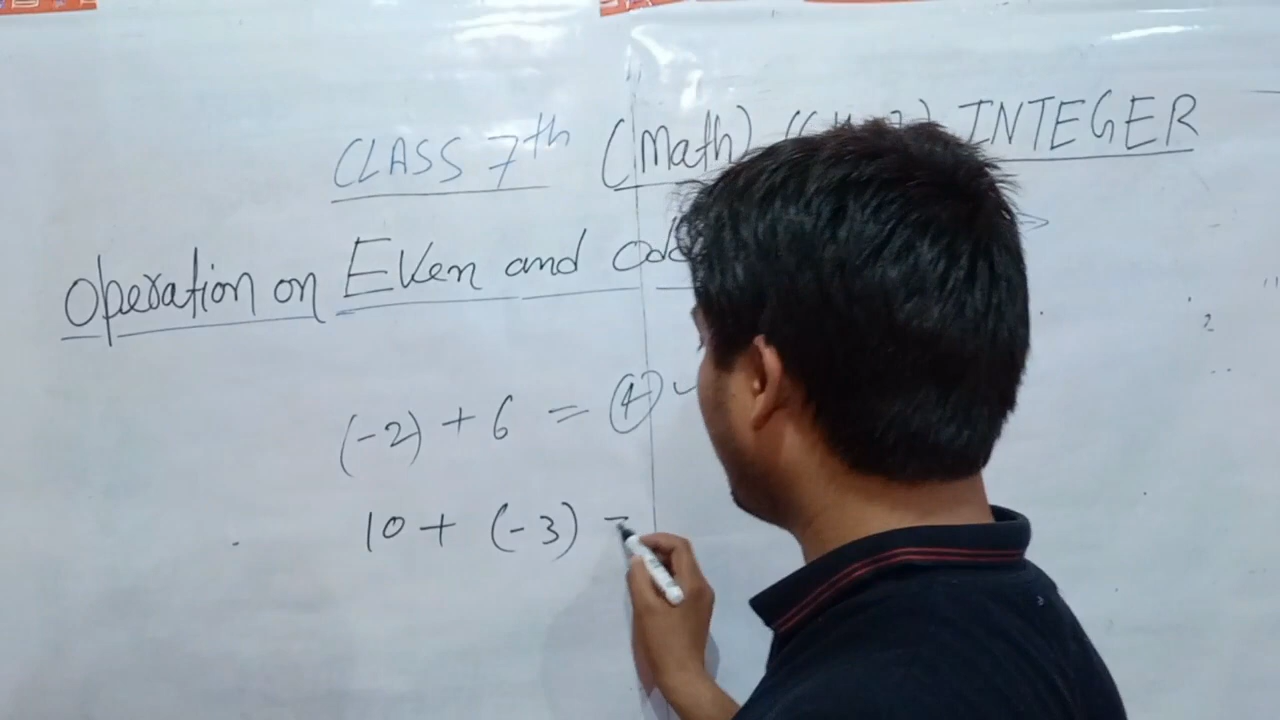 CLASS 7th (Math) INTEGER
Operation on Even and
(-2) + 6 = 4
10 + (-3) =